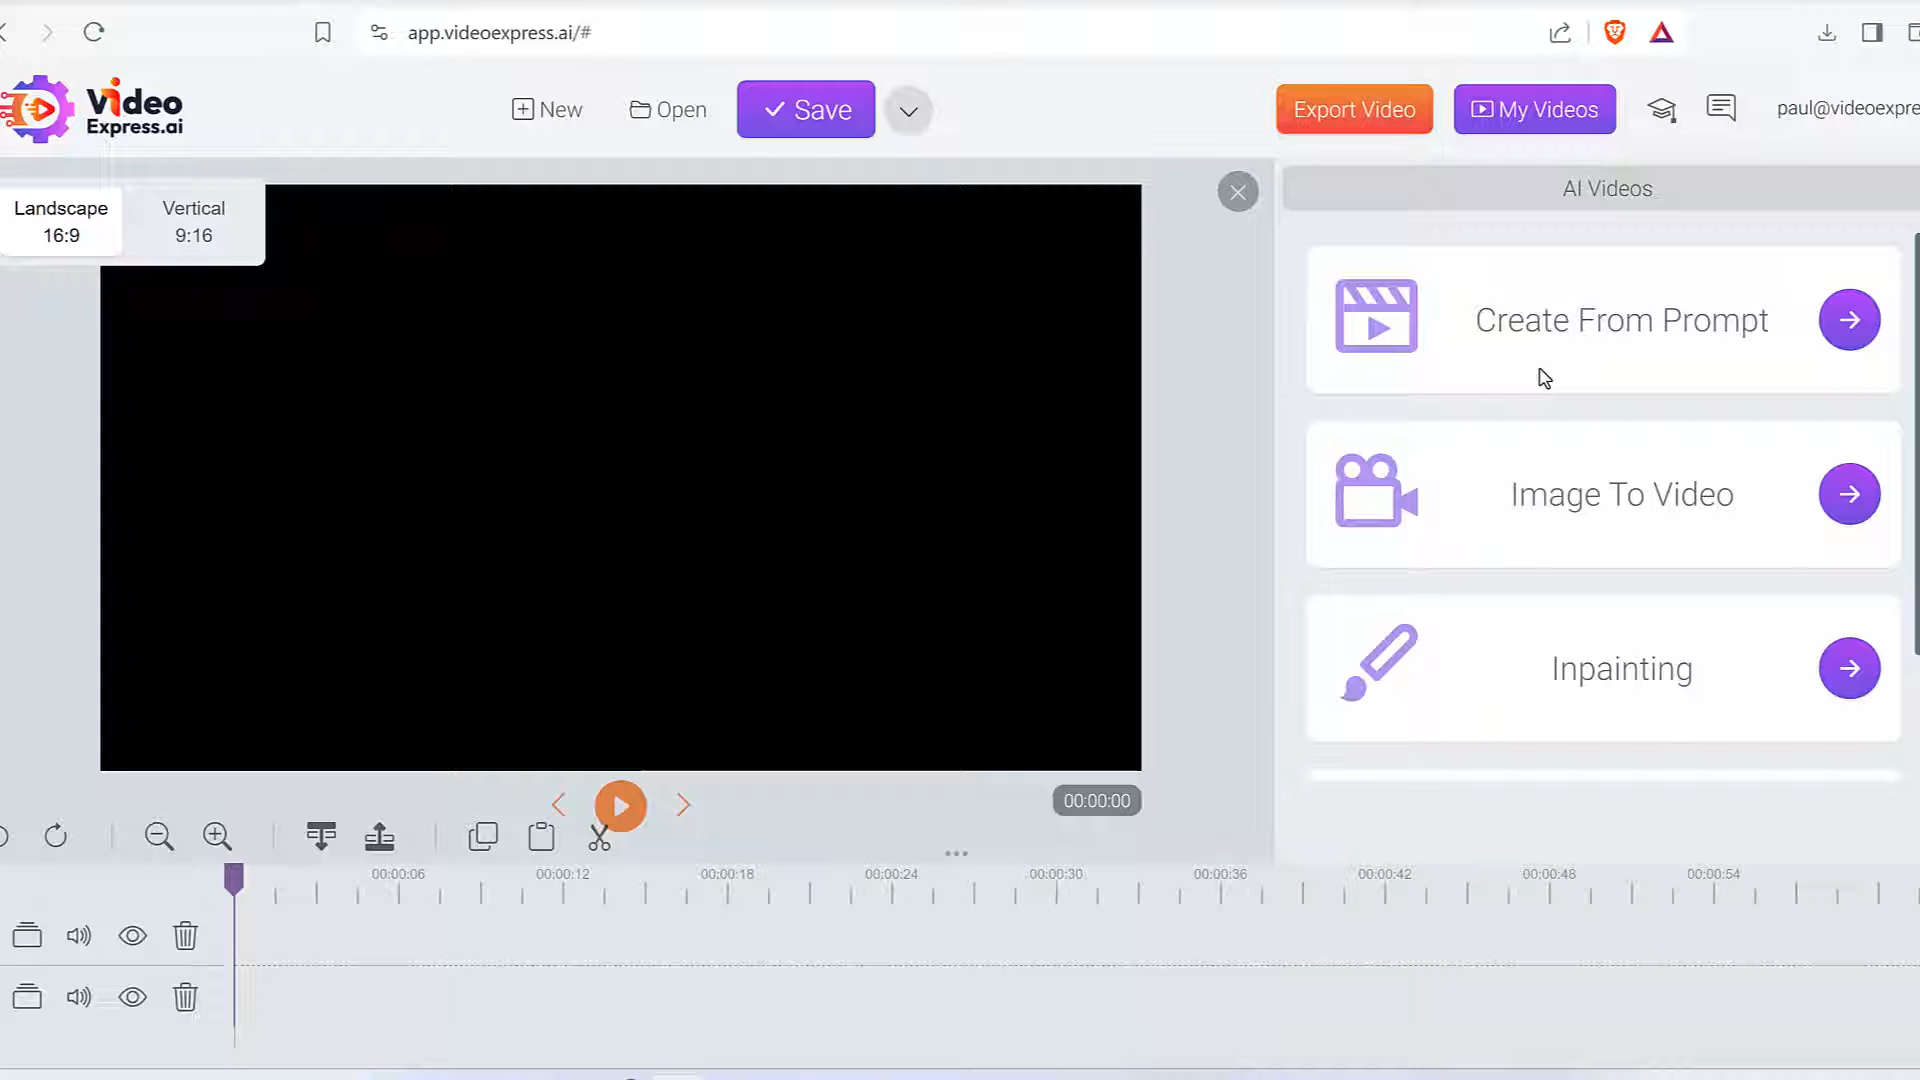 app.videoexpress.ai/#
Video
Express.ai
New
Open
Save
Export Video
My Videos
paul@videoexpre
Landscape
16:9
Vertical
9:16
AI Videos
Create From Prompt
Image To Video
Inpainting
00:00:00
00:00:06
00:00:12
00:00:18
00:00:24
00:00:30
00:00:36
00:00:42
00:00:48
00:00:54